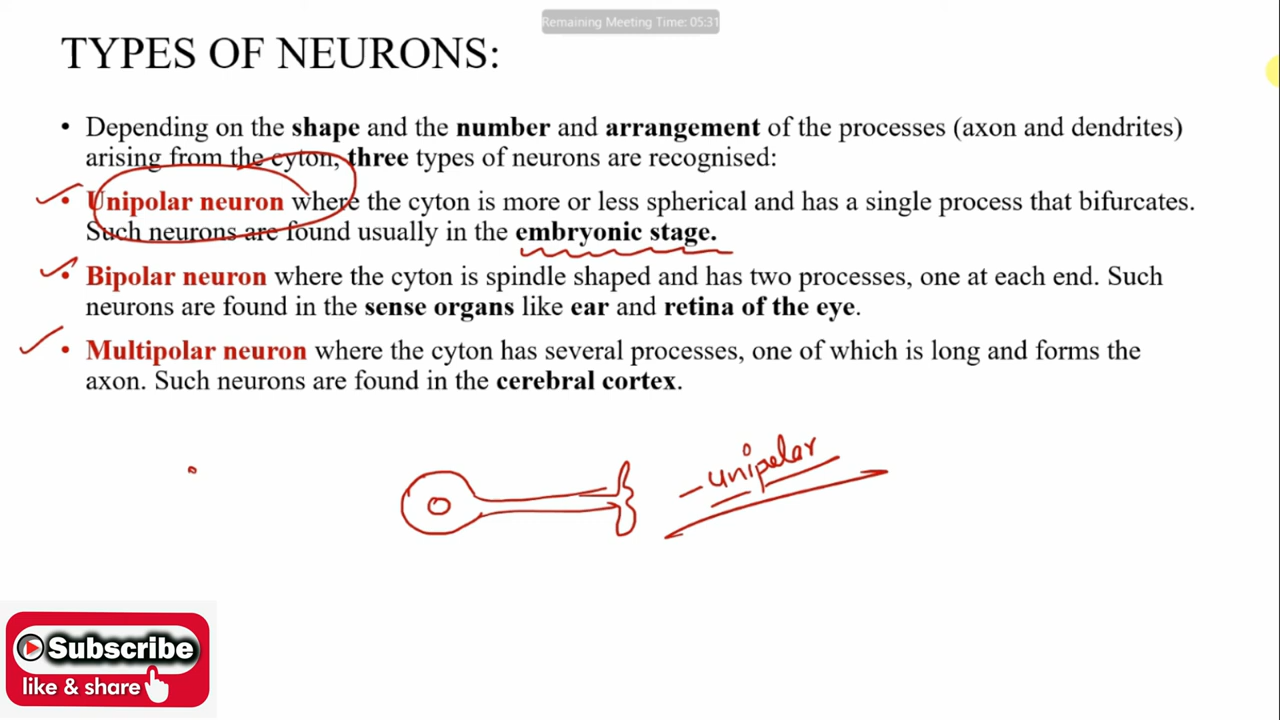 Remaining Meeting Time: 05:31
TYPES OF NEURONS:
• Depending on the shape and the number and arrangement of the processes (axon and dendrites)
arising from the cyton, three types of neurons are recognised:
• Unipolar neuron where the cyton is more or less spherical and has a single process that bifurcates.
Such neurons are found usually in the embryonic stage.
• Bipolar neuron where the cyton is spindle shaped and has two processes, one at each end. Such
neurons are found in the sense organs like ear and retina of the eye.
• Multipolar neuron where the cyton has several processes, one of which is long and forms the
axon. Such neurons are found in the cerebral cortex.
- unipolar
Subscribe
like & share